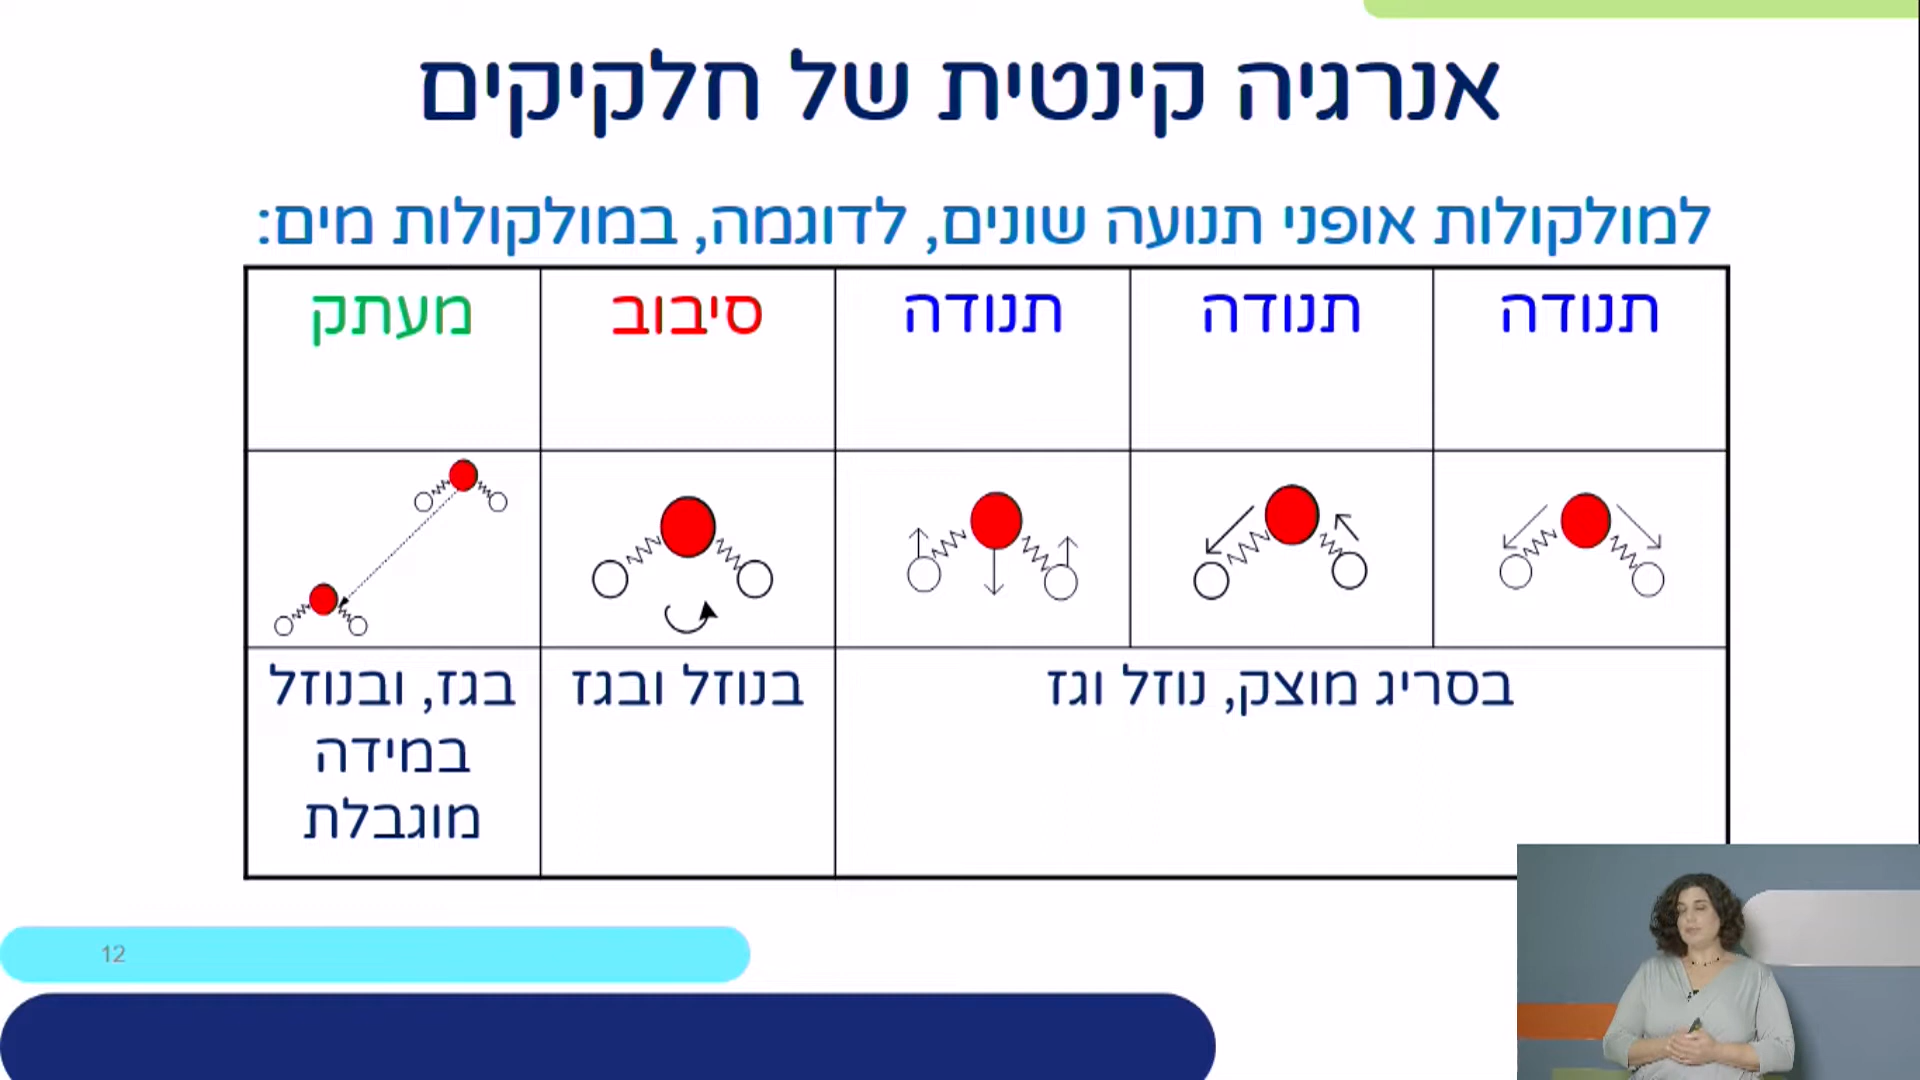 אנרגיה קינטית של חלקיקים
למולקולות אופני תנועה שונים, לדוגמה, במולקולות מים:
תנודה
תנודה
תנודה
סיבוב
מעתק
בסריג מוצק, נוזל וגז
בנוזל ובגז
בגז, ובנוזל
במידה
מוגבלת
12